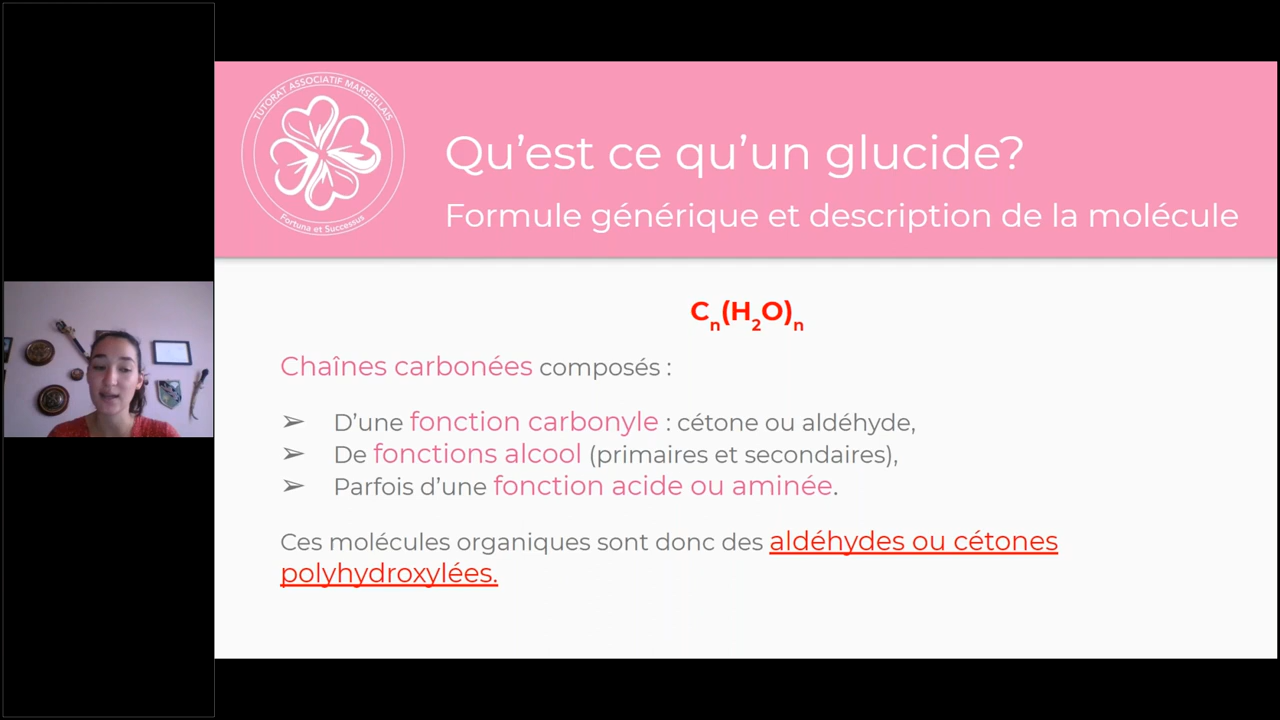 TUTORAT ASSOCIATIF MARSEILLAIS
Fortuna et Successus
Qu’est ce qu’un glucide?
Formule générique et description de la molécule
Cn(H2O)n
Chaînes carbonées composés :
➢ D’une fonction carbonyle : cétone ou aldéhyde,
➢ De fonctions alcool (primaires et secondaires),
➢ Parfois d’une fonction acide ou aminée.
Ces molécules organiques sont donc des aldéhydes ou cétones
polyhydroxylées.